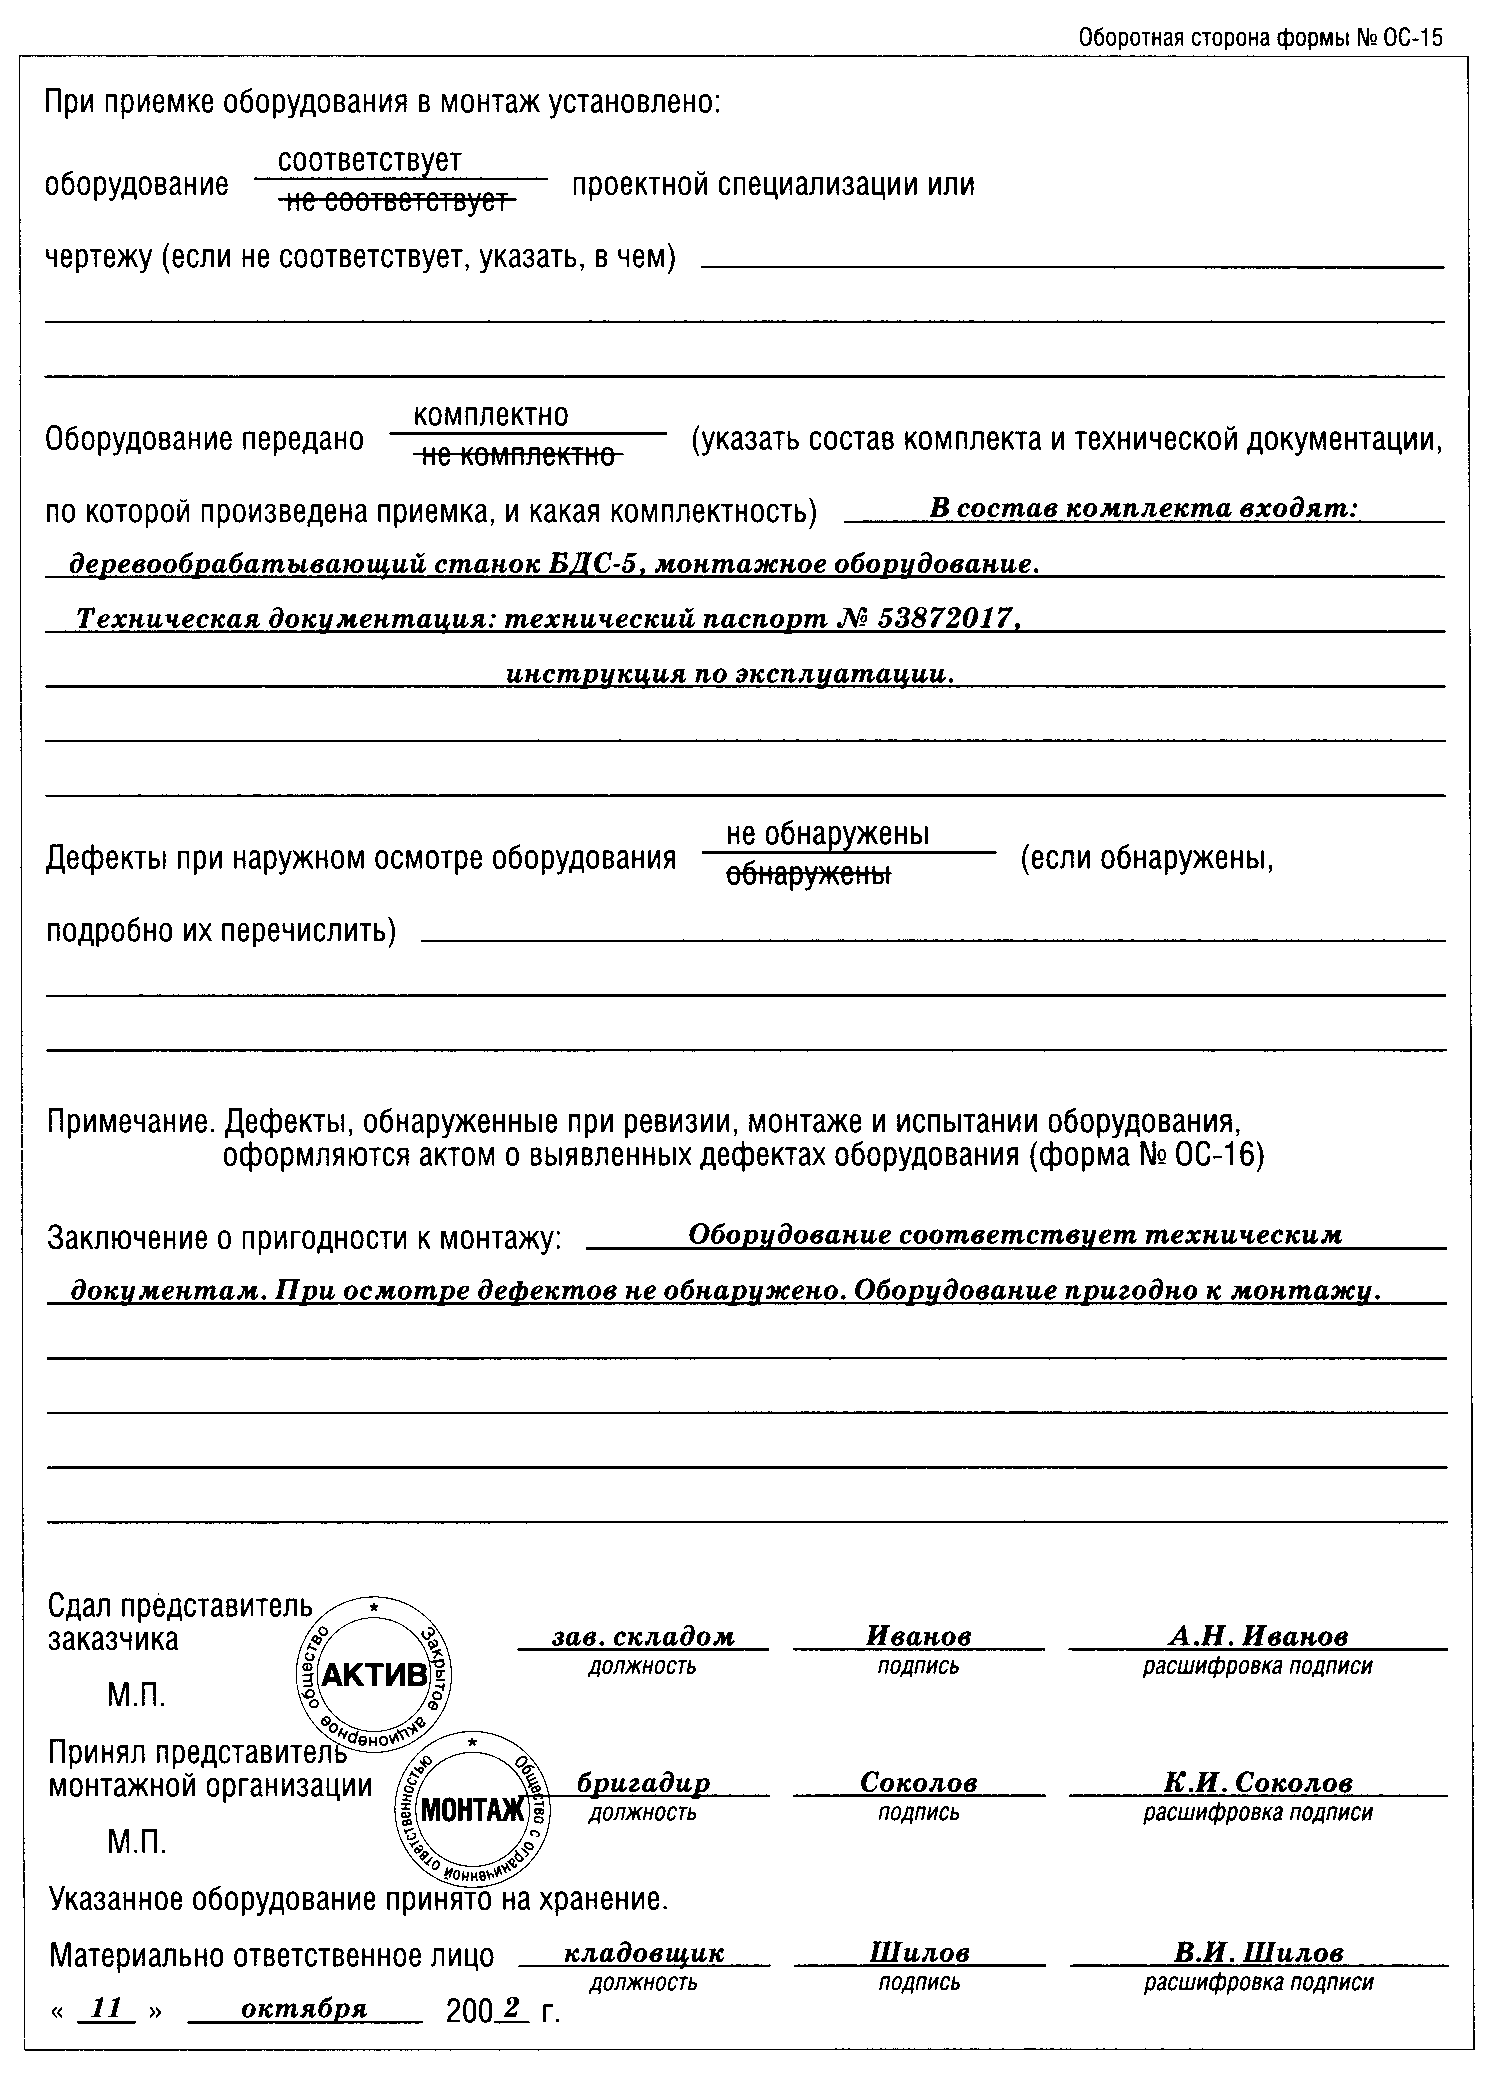 Оборотная сторона формы № ОС-15
При приемке оборудования в монтаж установлено:
соответствует
оборудование не соответствует проектной специализации или
чертежу (если не соответствует, указать, в чем)
комплектно
Оборудование передано не комплектно (указать состав комплекта и технической документации,
по которой произведена приемка, и какая комплектность) В состав комплекта входят:
деревообрабатывающий станок БДС-5, монтажное оборудование.
Техническая документация: технический паспорт № 53872017,
инструкция по эксплуатации.
не обнаружены
Дефекты при наружном осмотре оборудования обнаружены (если обнаружены,
подробно их перечислить)
Примечание. Дефекты, обнаруженные при ревизии, монтаже и испытании оборудования,
оформляются актом о выявленных дефектах оборудования (форма № ОС-16)
Заключение о пригодности к монтажу: Оборудование соответствует техническим
документам. При осмотре дефектов не обнаружено. Оборудование пригодно к монтажу.
Сдал представитель
заказчика зав. складом Иванов А.Н. Иванов
должность подпись расшифровка подписи
М.П.
* Закрытое акционерное общество
АКТИВ
Принял представитель
монтажной организации бригадир Соколов К.И. Соколов
должность подпись расшифровка подписи
М.П.
* Общество с ограниченной ответственностью
МОНТАЖ
Указанное оборудование принято на хранение.
Материально ответственное лицо кладовщик Шилов В.И. Шилов
должность подпись расшифровка подписи
« 11 » октября 2002 г.